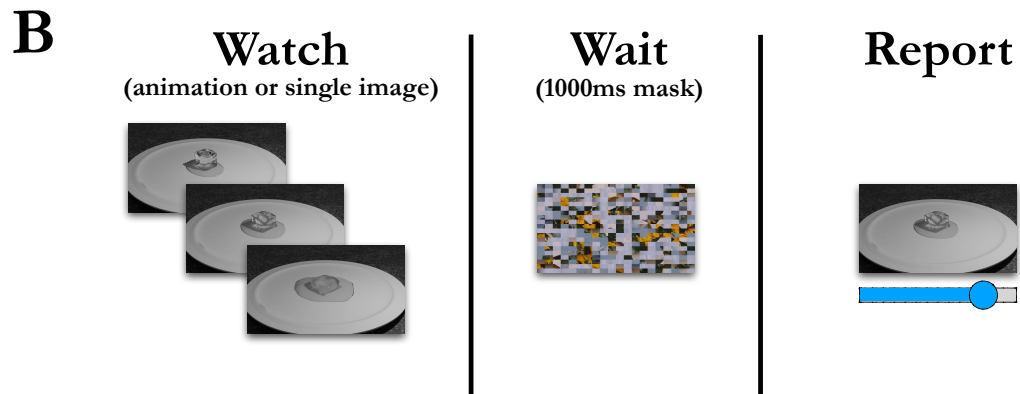 B
Watch
(animation or single image)
Wait
(1000ms mask)
Report